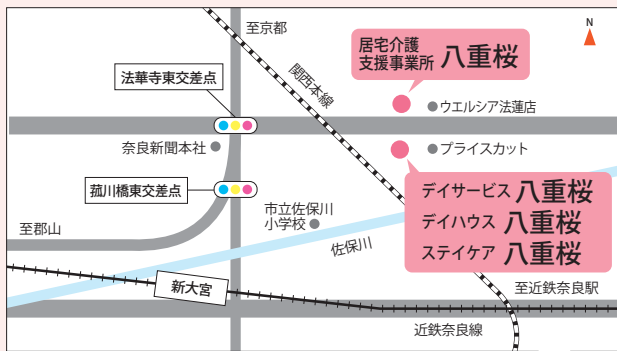 至京都
N
居宅介護
支援事業所 八重桜
関西本線
法華寺東交差点
ウエルシア法蓮店
奈良新聞本社
プライスカット
菰川橋東交差点
デイサービス 八重桜
デイハウス 八重桜
ステイケア 八重桜
市立佐保川
小学校
至郡山
佐保川
新大宮
至近鉄奈良駅
近鉄奈良線